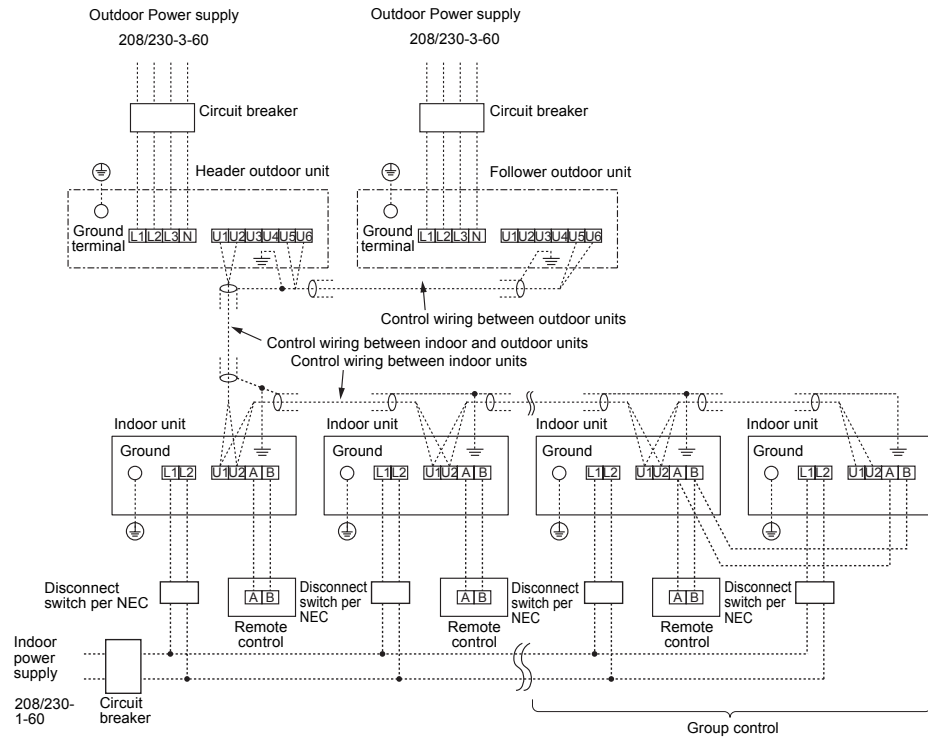 Outdoor Power supply
208/230-3-60
Outdoor Power supply
208/230-3-60
Circuit breaker
Circuit breaker
Header outdoor unit
Follower outdoor unit
Ground
terminal
L1 L2 L3 N
U1 U2 U3 U4 U5 U6
Ground
terminal
L1 L2 L3 N
U1 U2 U3 U4 U5 U6
Control wiring between outdoor units
Control wiring between indoor and outdoor units
Control wiring between indoor units
Indoor unit
Indoor unit
Indoor unit
Indoor unit
Ground
L1 L2
U1 U2 A B
Ground
L1 L2
U1 U2 A B
Ground
L1 L2
U1 U2 A B
Ground
L1 L2
U1 U2 A B
Disconnect
switch per NEC
A B
Remote
control
Disconnect
switch per
NEC
A B
Remote
control
Disconnect
switch per
NEC
A B
Remote
control
Disconnect
switch per
NEC
Indoor
power
supply
208/230-
1-60
Circuit
breaker
Group control